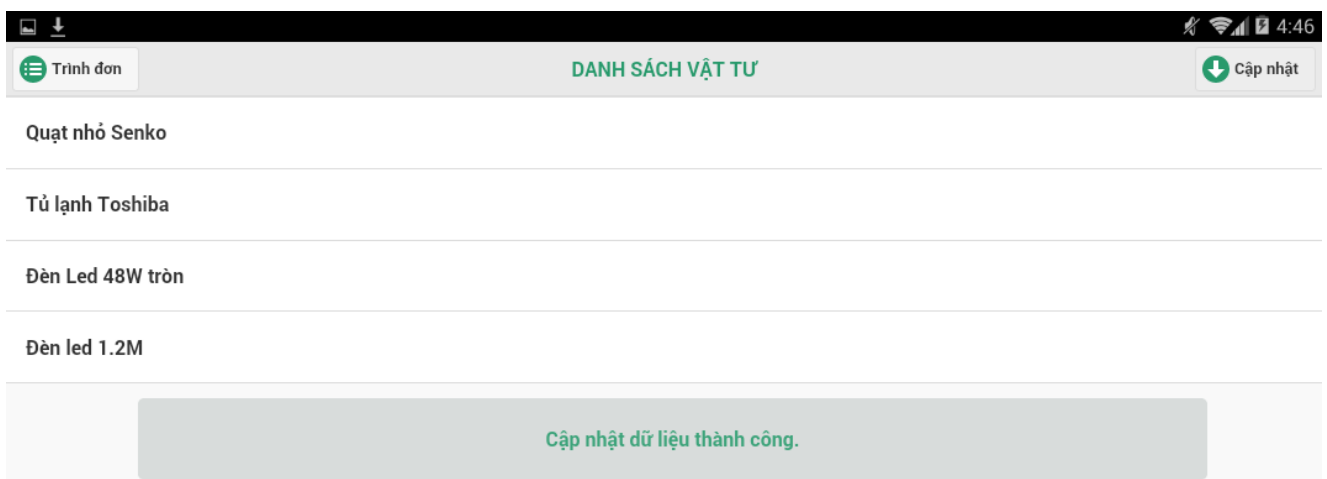 4:46
Trình đơn
DANH SÁCH VẬT TƯ
Cập nhật
Quạt nhỏ Senko
Tủ lạnh Toshiba
Đèn Led 48W tròn
Đèn led 1.2M
Cập nhật dữ liệu thành công.